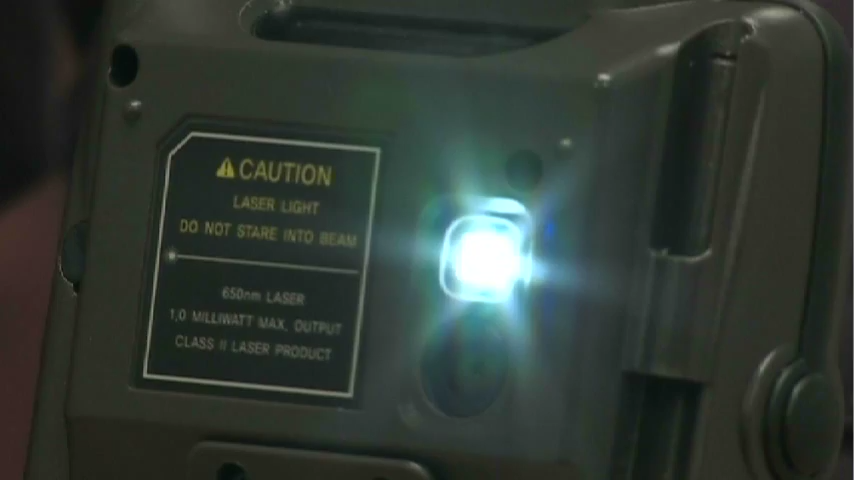 CAUTION
LASER LIGHT
DO NOT STARE INTO BEAM
650nm LASER
1,0 MILLIWATT MAX. OUTPUT
CLASS II LASER PRODUCT